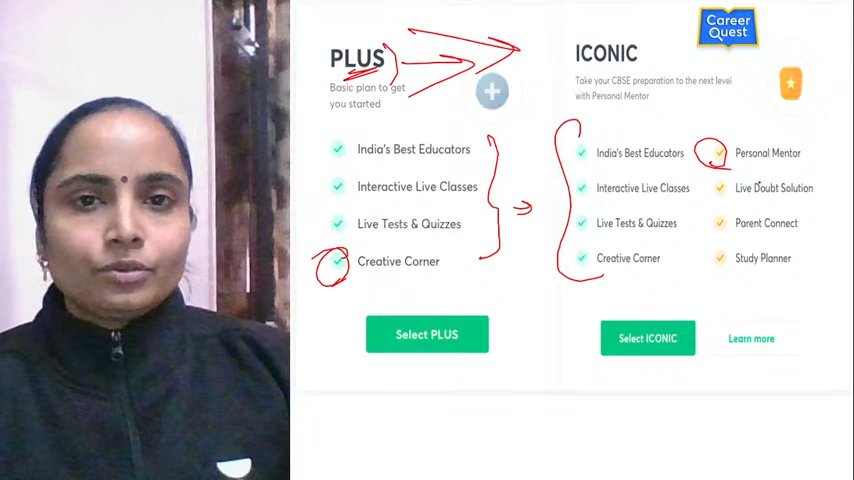 Career
Quest
PLUS
Basic plan to get
you started
India's Best Educators
Interactive Live Classes
Live Tests & Quizzes
Creative Corner
Select PLUS
ICONIC
Take your CBSE preparation to the next level
with Personal Mentor
India's Best Educators
Interactive Live Classes
Live Tests & Quizzes
Creative Corner
Personal Mentor
Live Doubt Solution
Parent Connect
Study Planner
Select ICONIC
Learn more